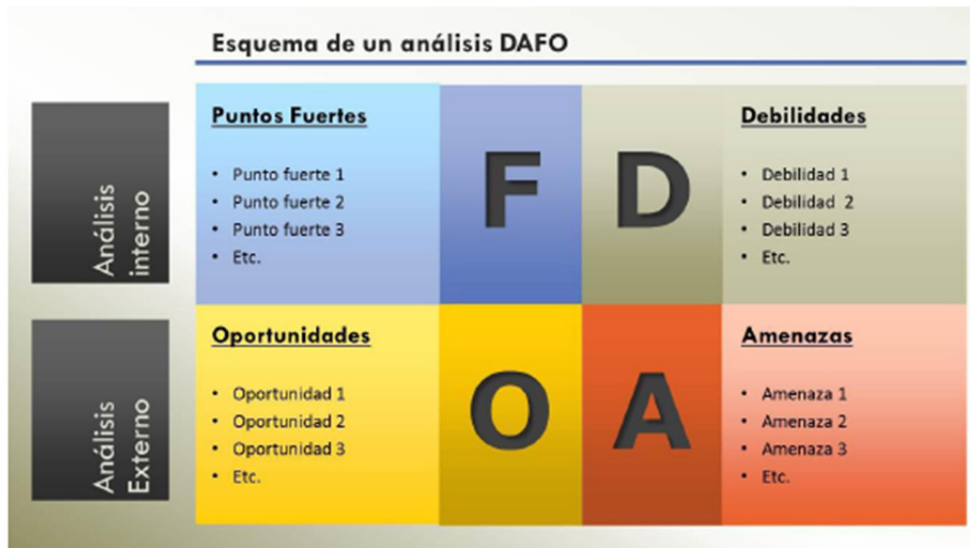 Esquema de un análisis DAFO
Análisis
interno
Puntos Fuertes
• Punto fuerte 1
• Punto fuerte 2
• Punto fuerte 3
• Etc.
F
D
Debilidades
• Debilidad 1
• Debilidad 2
• Debilidad 3
• Etc.
Análisis
Externo
Oportunidades
• Oportunidad 1
• Oportunidad 2
• Oportunidad 3
• Etc.
O
A
Amenazas
• Amenaza 1
• Amenaza 2
• Amenaza 3
• Etc.